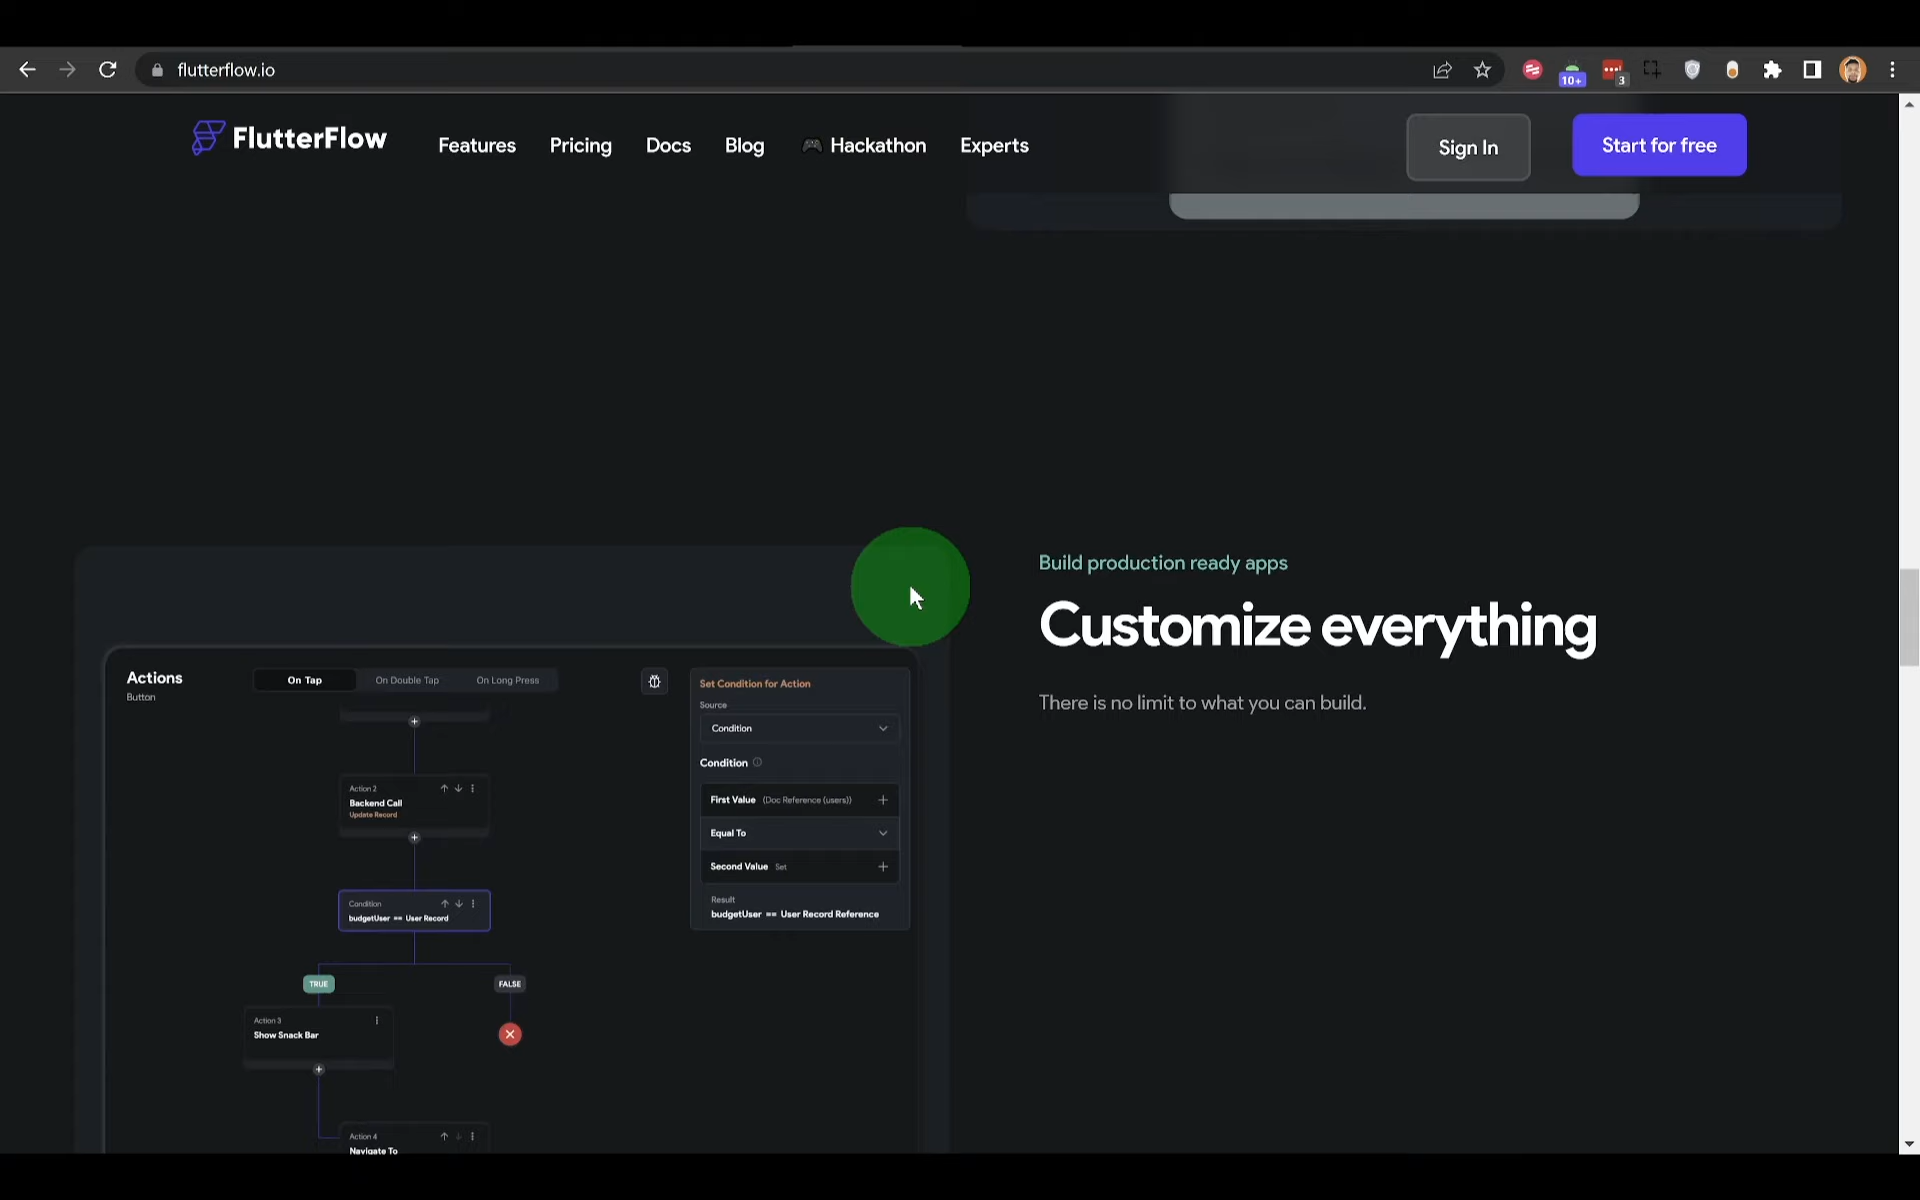 flutterflow.io
10+
3
FlutterFlow
Features
Pricing
Docs
Blog
Hackathon
Experts
Sign In
Start for free
Build production ready apps
Customize everything
There is no limit to what you can build.
Actions
Button
On Tap
On Double Tap
On Long Press
Set Condition for Action
Source
Condition
Condition
First Value (Doc Reference (users))
Equal To
Second Value Set
Result
budgetUser == User Record Reference
Action 2
Backend Call
Update Record
Condition
budgetUser == User Record
TRUE
FALSE
Action 3
Show Snack Bar
Action 4
Navigate To